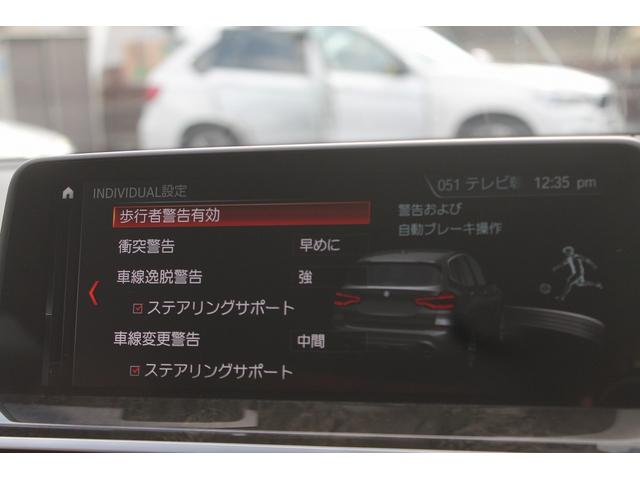 INDIVIDUAL設定
051 テレビ 12:35 pm
歩行者警告有効
衝突警告 早めに
車線逸脱警告 強
ステアリングサポート
車線変更警告 中間
ステアリングサポート
警告および
自動ブレーキ操作